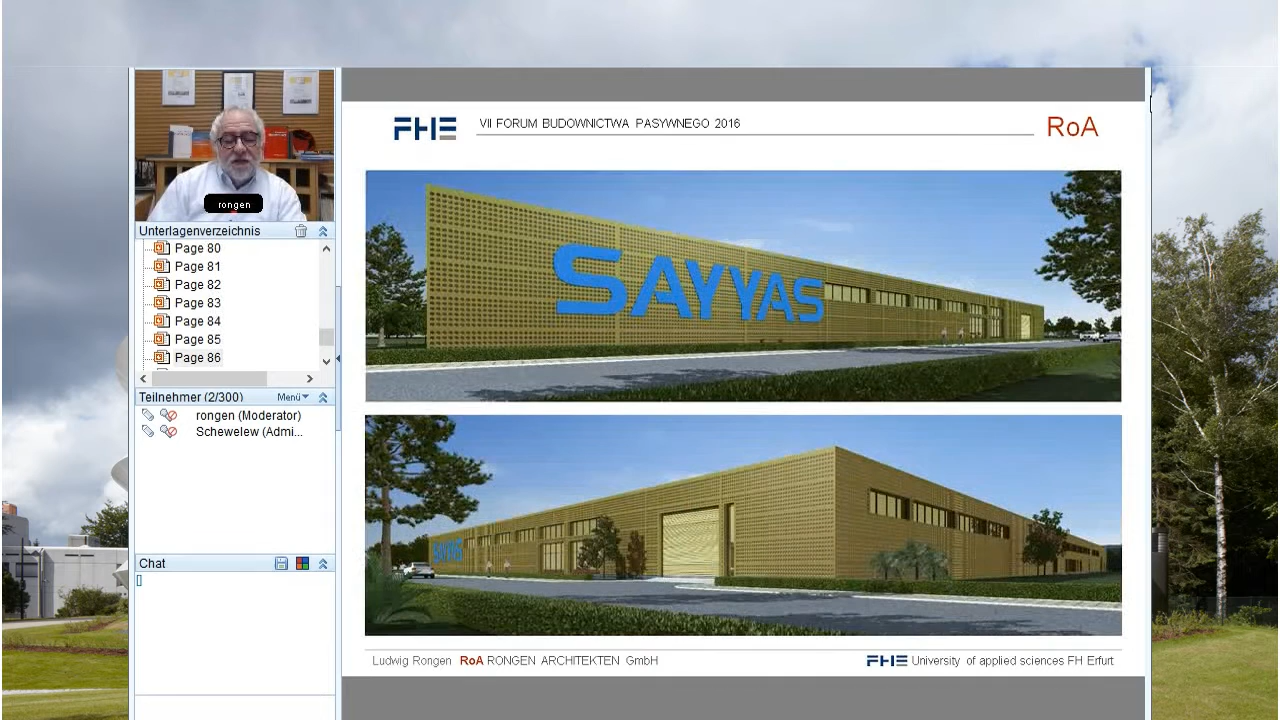 rongen
Unterlagenverzeichnis
Page 80
Page 81
Page 82
Page 83
Page 84
Page 85
Page 86
Teilnehmer (2/300)
Menü
rongen (Moderator)
Schewelew (Admi...
Chat
FHE
VII FORUM BUDOWNICTWA PASYWNEGO 2016
RoA
SAYYAS
SAYYAS
Ludwig Rongen RoA RONGEN ARCHITEKTEN GmbH
FHE University of applied sciences FH Erfurt